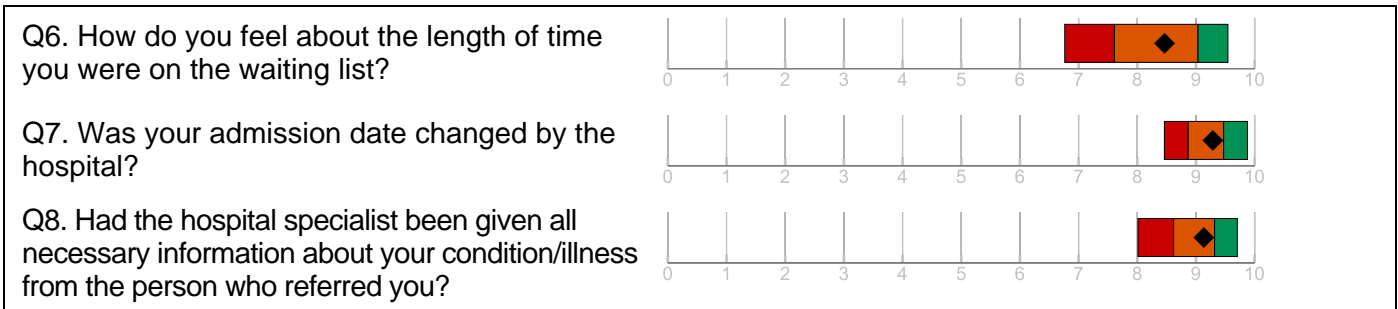 Q6. How do you feel about the length of time
you were on the waiting list?
0 1 2 3 4 5 6 7 8 9 10
Q7. Was your admission date changed by the
hospital?
0 1 2 3 4 5 6 7 8 9 10
Q8. Had the hospital specialist been given all
necessary information about your condition/illness
from the person who referred you?
0 1 2 3 4 5 6 7 8 9 10